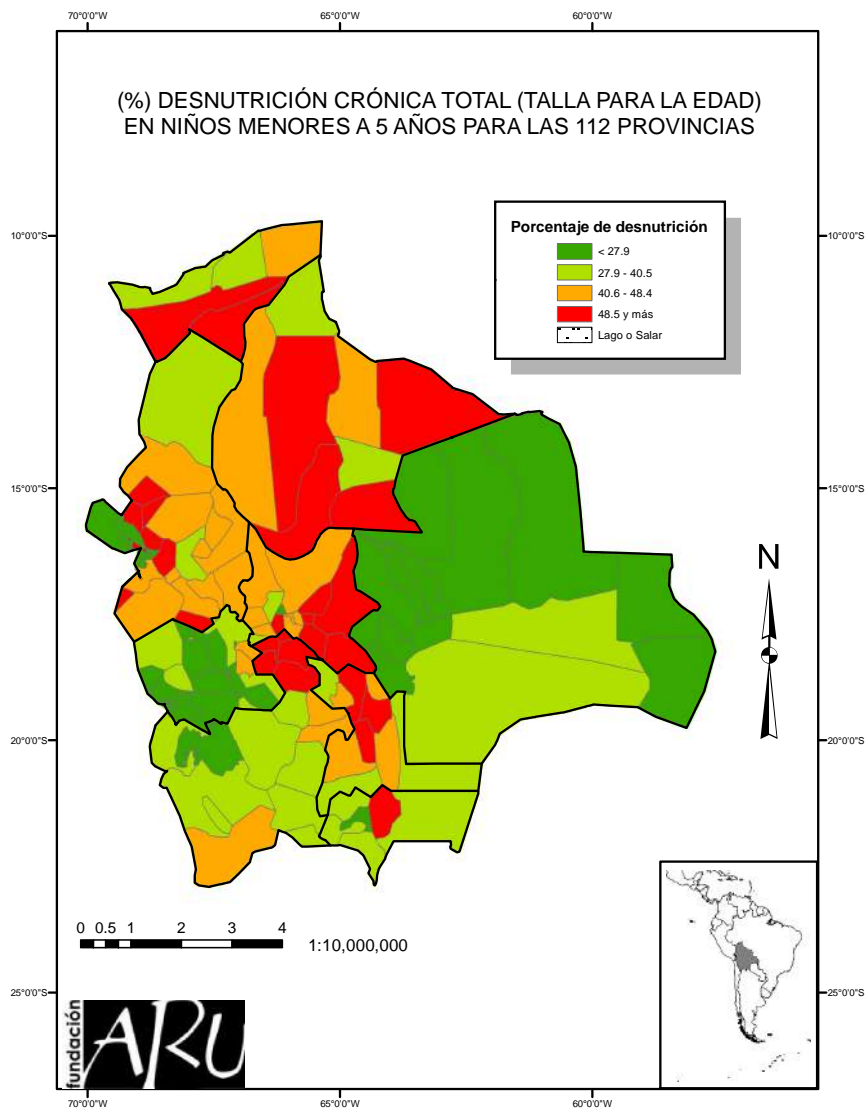 70°0'0"W 65°0'0"W 60°0'0"W
(%) DESNUTRICIÓN CRÓNICA TOTAL (TALLA PARA LA EDAD)
EN NIÑOS MENORES A 5 AÑOS PARA LAS 112 PROVINCIAS
10°0'0"S 10°0'0"S
Porcentaje de desnutrición
< 27.9
27.9 - 40.5
40.6 - 48.4
48.5 y más
Lago o Salar
15°0'0"S 15°0'0"S
N
20°0'0"S 20°0'0"S
0 0.5 1 2 3 4
1:10,000,000
25°0'0"S 25°0'0"S
fundación
ARU
70°0'0"W 65°0'0"W 60°0'0"W